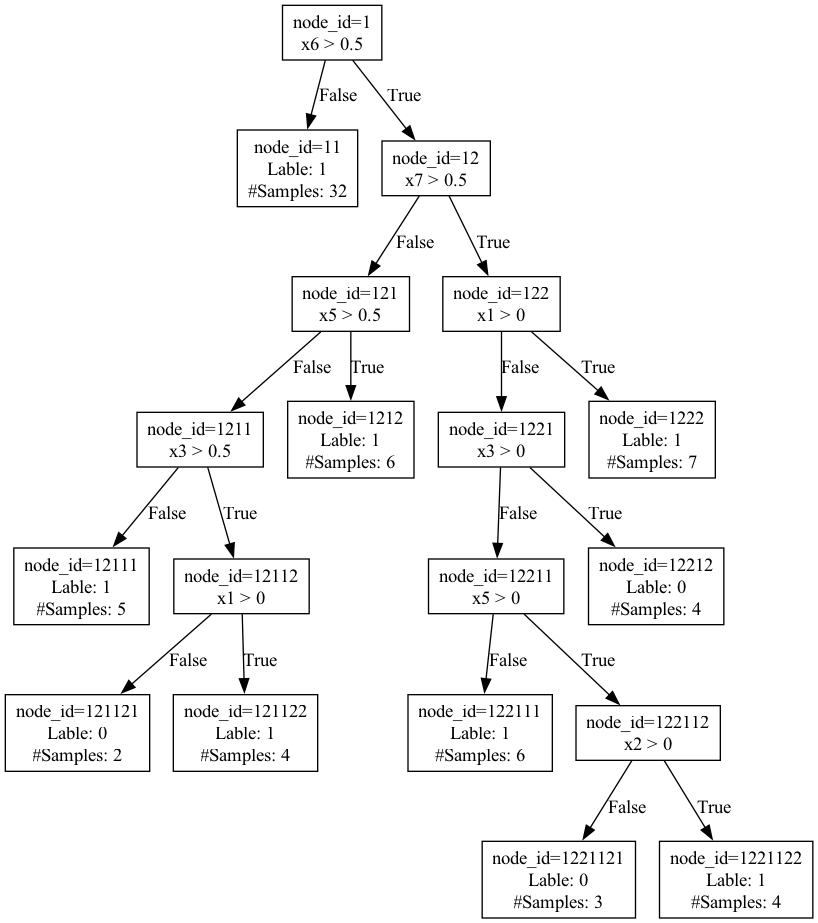 node_id=1
x6 > 0.5
False
True
node_id=11
Lable: 1
#Samples: 32
node_id=12
x7 > 0.5
False
True
node_id=121
x5 > 0.5
node_id=122
x1 > 0
False
True
False
True
node_id=1211
x3 > 0.5
node_id=1212
Lable: 1
#Samples: 6
node_id=1221
x3 > 0
node_id=1222
Lable: 1
#Samples: 7
False
True
False
True
node_id=12111
Lable: 1
#Samples: 5
node_id=12112
x1 > 0
node_id=12211
x5 > 0
node_id=12212
Lable: 0
#Samples: 4
False
True
False
True
node_id=121121
Lable: 0
#Samples: 2
node_id=121122
Lable: 1
#Samples: 4
node_id=122111
Lable: 1
#Samples: 6
node_id=122112
x2 > 0
False
True
node_id=1221121
Lable: 0
#Samples: 3
node_id=1221122
Lable: 1
#Samples: 4